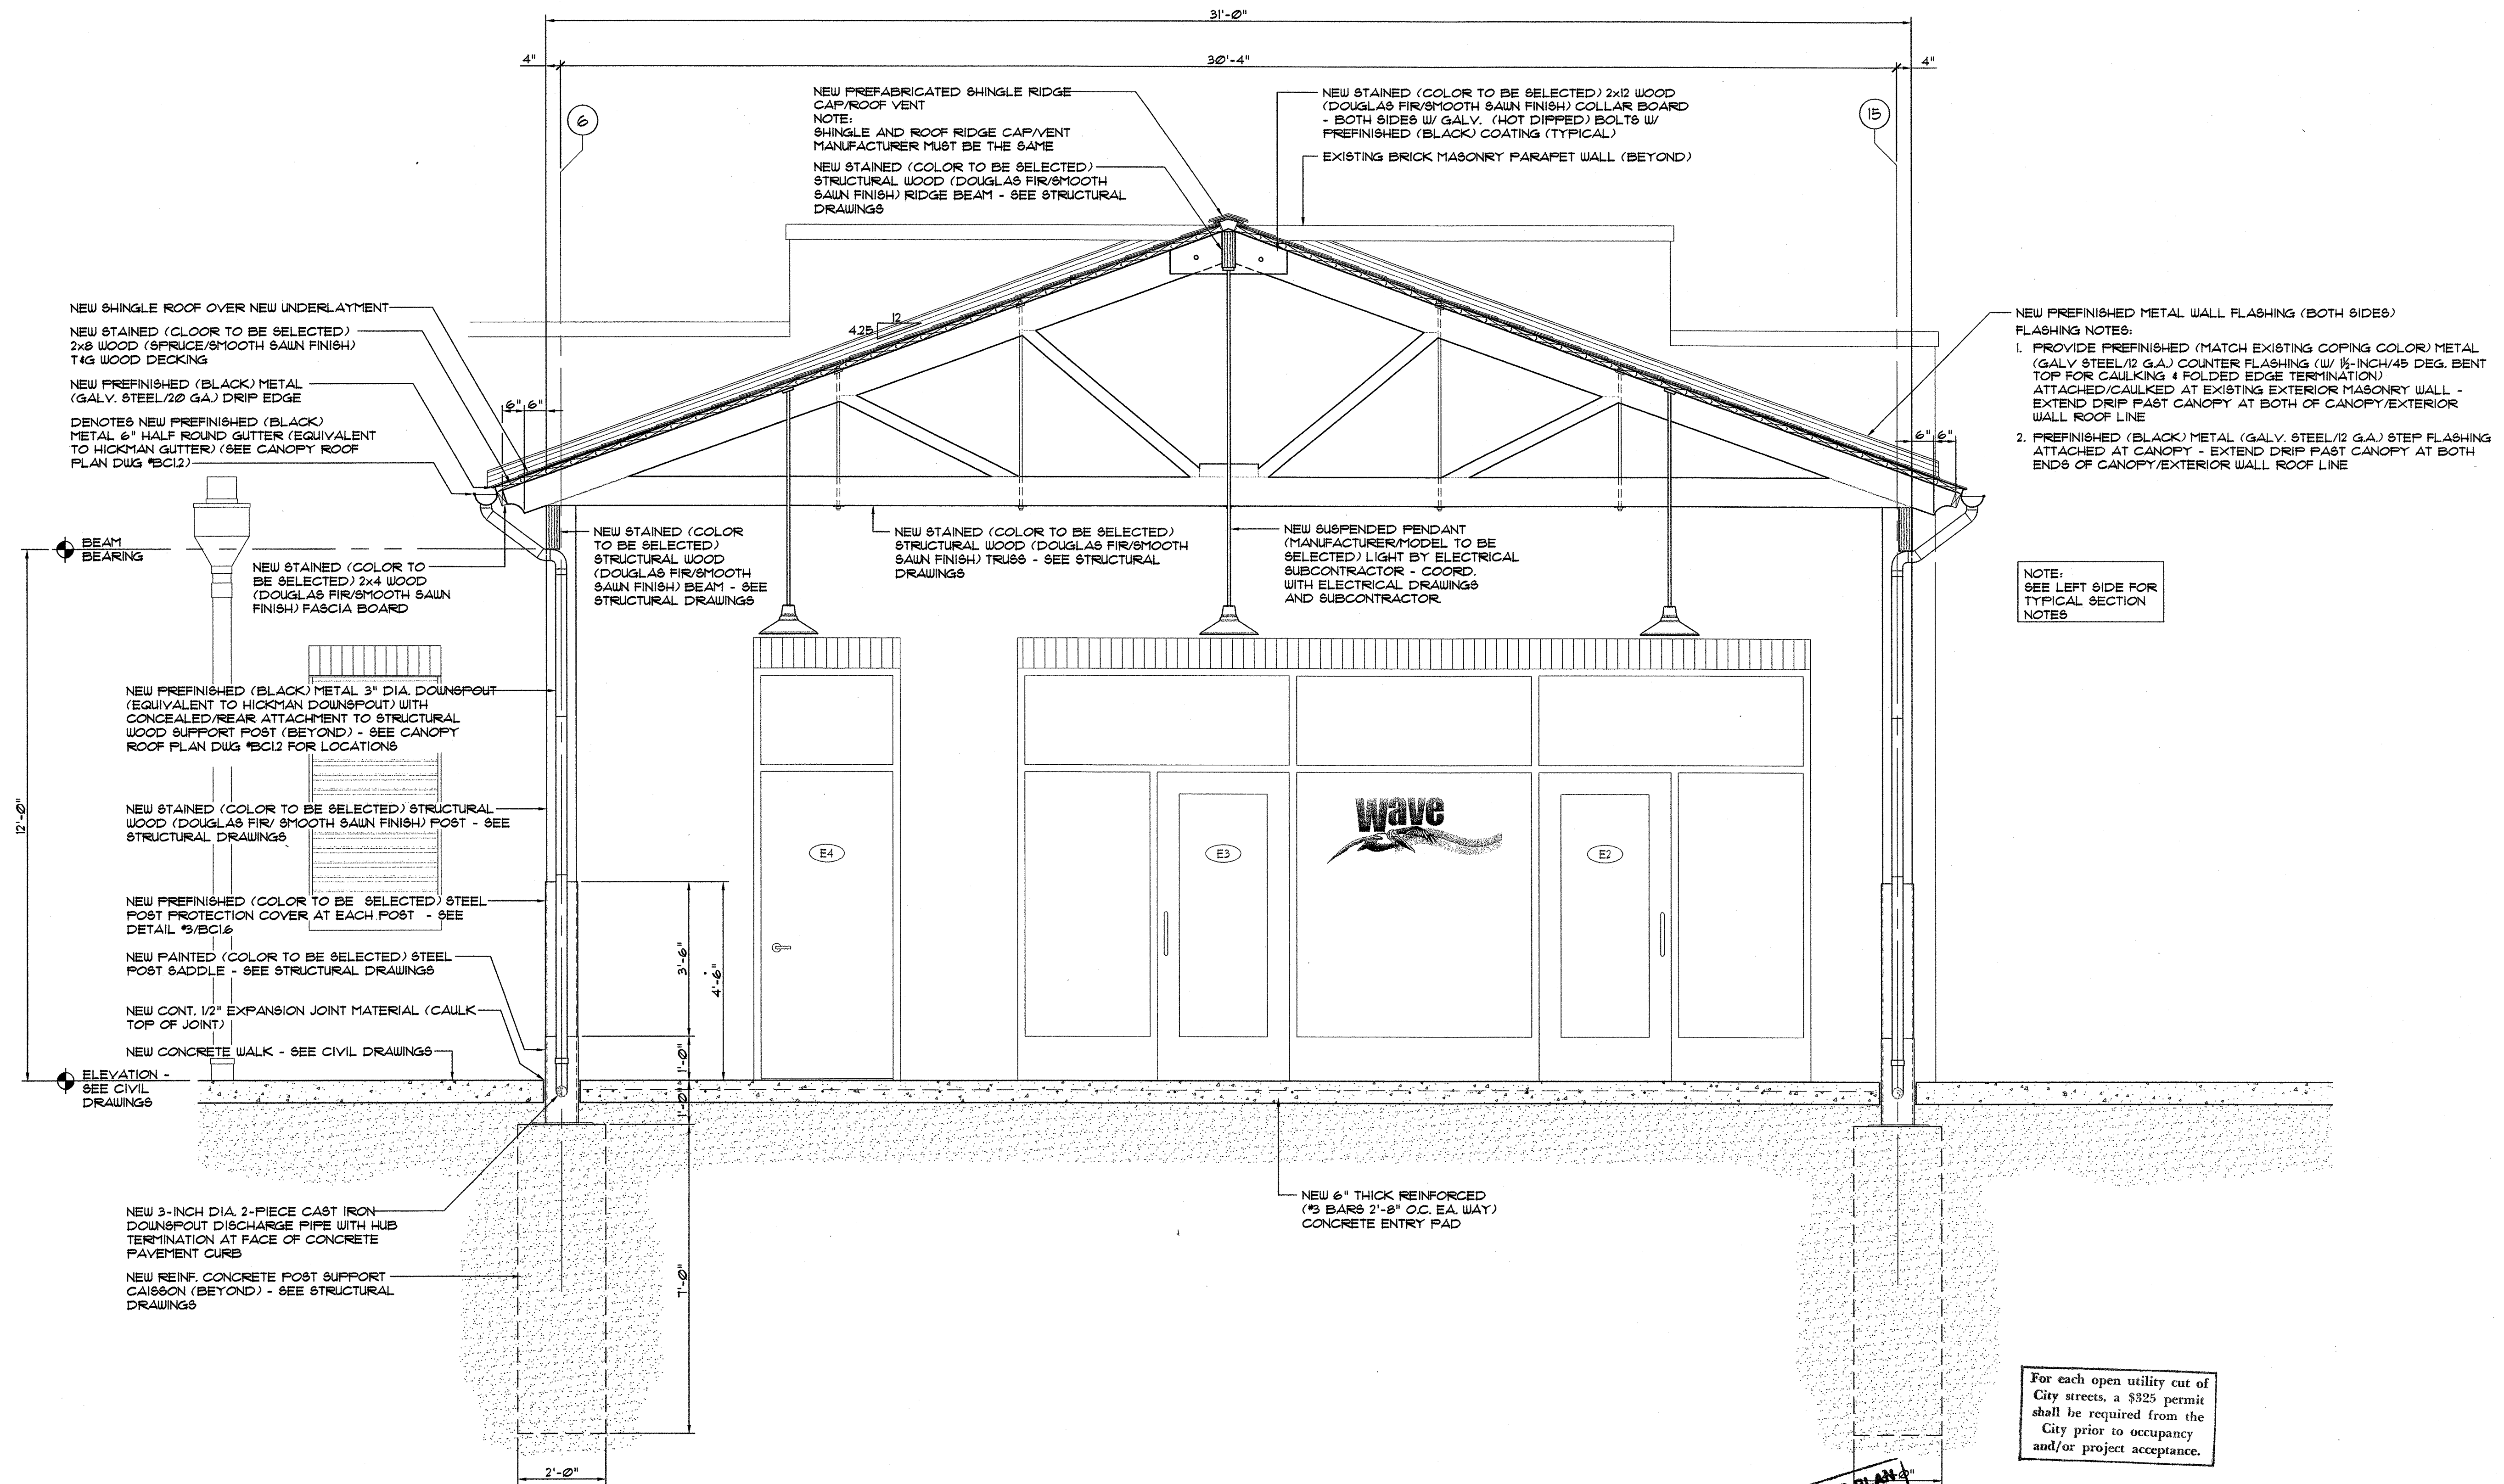 31'-0"
4"
30'-4"
4"
6
15
NEW PREFABRICATED SHINGLE RIDGE
CAP/ROOF VENT
NOTE:
SHINGLE AND ROOF RIDGE CAP/VENT
MANUFACTURER MUST BE THE SAME
NEW STAINED (COLOR TO BE SELECTED)
STRUCTURAL WOOD (DOUGLAS FIR/SMOOTH
SAWN FINISH) RIDGE BEAM - SEE STRUCTURAL
DRAWINGS
NEW STAINED (COLOR TO BE SELECTED) 2x12 WOOD
(DOUGLAS FIR/SMOOTH SAWN FINISH) COLLAR BOARD
- BOTH SIDES W/ GALV. (HOT DIPPED) BOLTS W/
PREFINISHED (BLACK) COATING (TYPICAL)
EXISTING BRICK MASONRY PARAPET WALL (BEYOND)
NEW SHINGLE ROOF OVER NEW UNDERLAYMENT
NEW STAINED (CLOOR TO BE SELECTED)
2x8 WOOD (SPRUCE/SMOOTH SAWN FINISH)
T&G WOOD DECKING
NEW PREFINISHED (BLACK) METAL
(GALV. STEEL/20 GA.) DRIP EDGE
DENOTES NEW PREFINISHED (BLACK)
METAL 6" HALF ROUND GUTTER (EQUIVALENT
TO HICKMAN GUTTER) (SEE CANOPY ROOF
PLAN DWG #BC1.2)
12
4.25
6" 6"
6" 6"
NEW PREFINISHED METAL WALL FLASHING (BOTH SIDES)
FLASHING NOTES:
1. PROVIDE PREFINISHED (MATCH EXISTING COPING COLOR) METAL
(GALV STEEL/12 G.A.) COUNTER FLASHING (W/ 1½-INCH/45 DEG. BENT
TOP FOR CAULKING & FOLDED EDGE TERMINATION)
ATTACHED/CAULKED AT EXISTING EXTERIOR MASONRY WALL -
EXTEND DRIP PAST CANOPY AT BOTH OF CANOPY/EXTERIOR
WALL ROOF LINE
2. PREFINISHED (BLACK) METAL (GALV. STEEL/12 G.A.) STEP FLASHING
ATTACHED AT CANOPY - EXTEND DRIP PAST CANOPY AT BOTH
ENDS OF CANOPY/EXTERIOR WALL ROOF LINE
BEAM
BEARING
NEW STAINED (COLOR TO
BE SELECTED) 2x4 WOOD
(DOUGLAS FIR/SMOOTH SAWN
FINISH) FASCIA BOARD
NEW STAINED (COLOR
TO BE SELECTED)
STRUCTURAL WOOD
(DOUGLAS FIR/SMOOTH
SAWN FINISH) BEAM - SEE
STRUCTURAL DRAWINGS
NEW STAINED (COLOR TO BE SELECTED)
STRUCTURAL WOOD (DOUGLAS FIR/SMOOTH
SAWN FINISH) TRUSS - SEE STRUCTURAL
DRAWINGS
NEW SUSPENDED PENDANT
(MANUFACTURER/MODEL TO BE
SELECTED) LIGHT BY ELECTRICAL
SUBCONTRACTOR - COORD.
WITH ELECTRICAL DRAWINGS
AND SUBCONTRACTOR.
NOTE:
SEE LEFT SIDE FOR
TYPICAL SECTION
NOTES
NEW PREFINISHED (BLACK) METAL 3" DIA. DOWNSPOUT
(EQUIVALENT TO HICKMAN DOWNSPOUT) WITH
CONCEALED/REAR ATTACHMENT TO STRUCTURAL
WOOD SUPPORT POST (BEYOND) - SEE CANOPY
ROOF PLAN DWG #BC1.2 FOR LOCATIONS
12'-0"
NEW STAINED (COLOR TO BE SELECTED) STRUCTURAL
WOOD (DOUGLAS FIR/ SMOOTH SAWN FINISH) POST - SEE
STRUCTURAL DRAWINGS
wave
E4
E3
E2
NEW PREFINISHED (COLOR TO BE SELECTED) STEEL
POST PROTECTION COVER AT EACH POST - SEE
DETAIL #3/BC1.6
NEW PAINTED (COLOR TO BE SELECTED) STEEL
POST SADDLE - SEE STRUCTURAL DRAWINGS
3'-6"
4'-6"
NEW CONT. 1/2" EXPANSION JOINT MATERIAL (CAULK
TOP OF JOINT)
NEW CONCRETE WALK - SEE CIVIL DRAWINGS
1'-0"
1'-0"
ELEVATION -
SEE CIVIL
DRAWINGS
NEW 3-INCH DIA. 2-PIECE CAST IRON
DOWNSPOUT DISCHARGE PIPE WITH HUB
TERMINATION AT FACE OF CONCRETE
PAVEMENT CURB
NEW REINF. CONCRETE POST SUPPORT
CAISSON (BEYOND) - SEE STRUCTURAL
DRAWINGS
7'-0"
NEW 6" THICK REINFORCED
(#3 BARS 2'-8" O.C. EA. WAY)
CONCRETE ENTRY PAD
2'-0"
For each open utility cut of
City streets, a $325 permit
shall be required from the
City prior to occupancy
and/or project acceptance.
PLAN